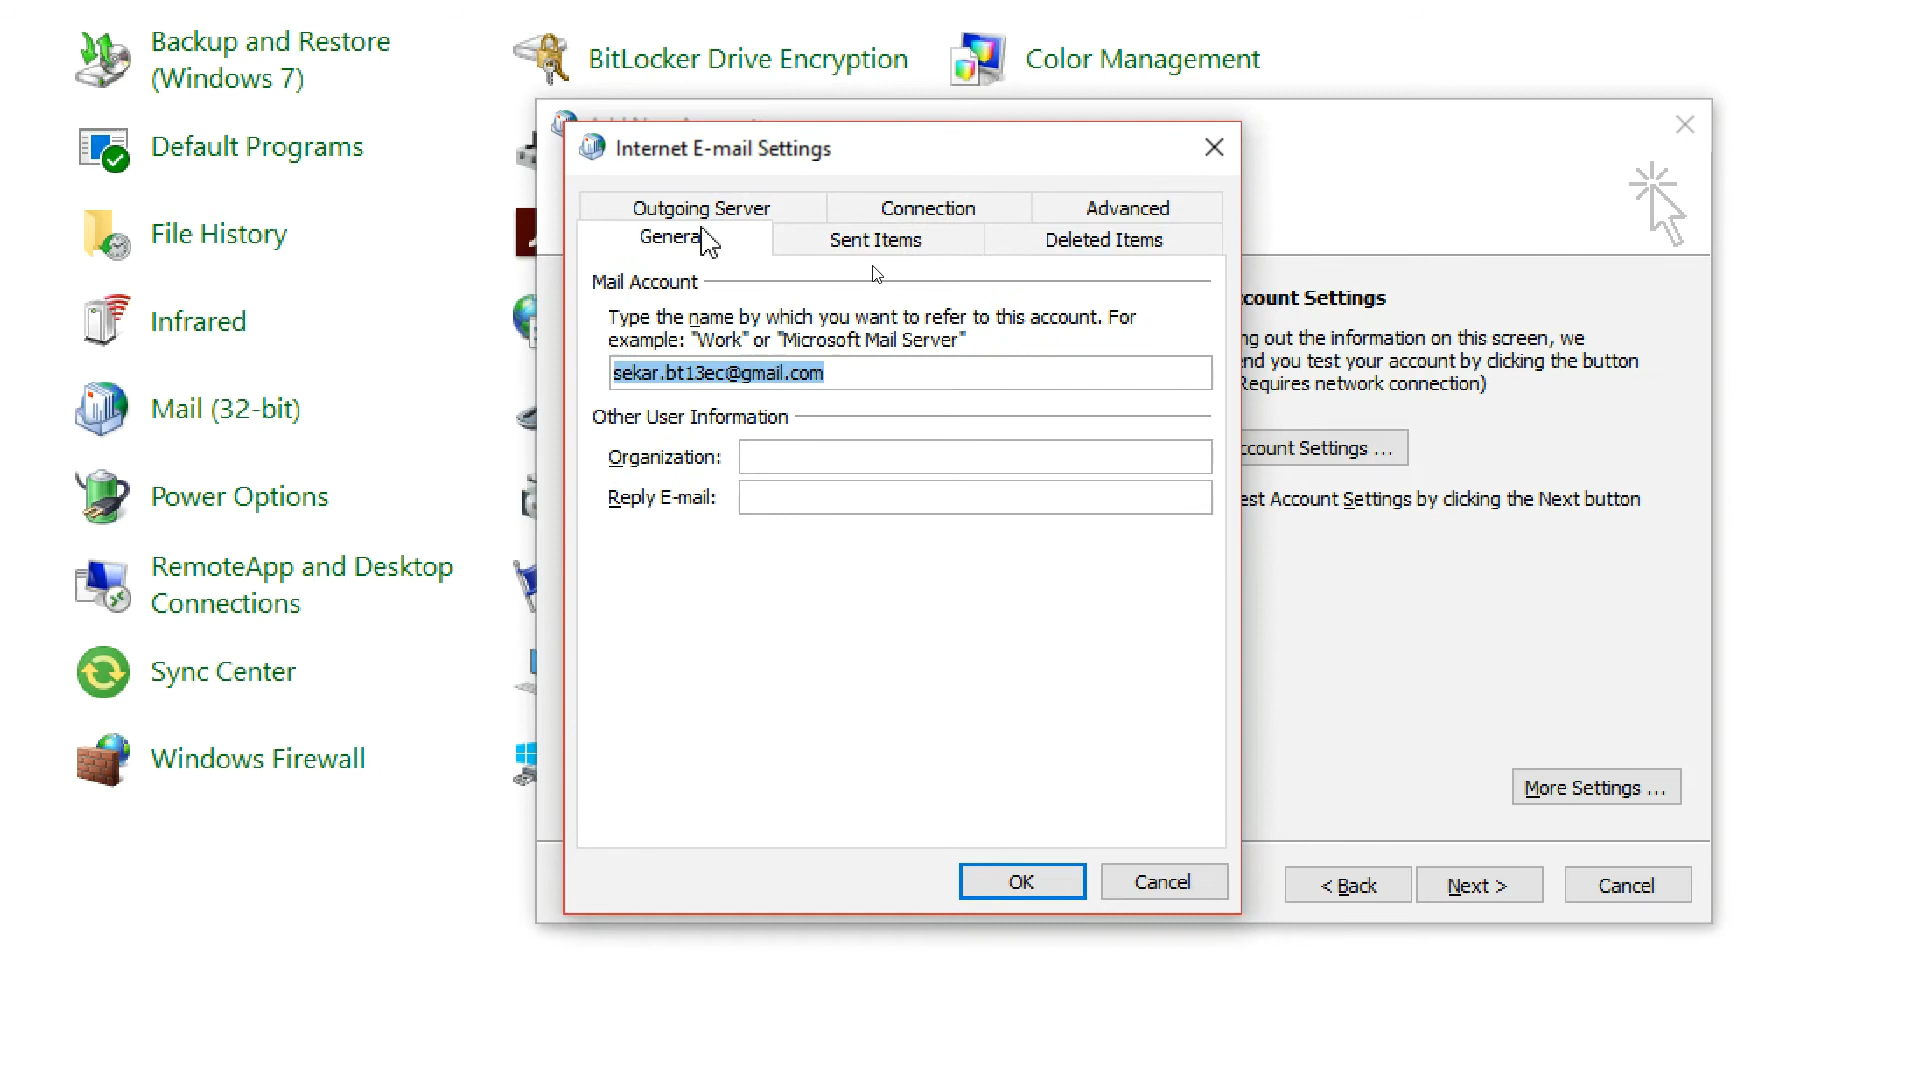 Backup and Restore
(Windows 7)
BitLocker Drive Encryption
Color Management
Default Programs
File History
Infrared
Mail (32-bit)
Power Options
RemoteApp and Desktop
Connections
Sync Center
Windows Firewall
Internet E-mail Settings
Outgoing Server
Connection
Advanced
General
Sent Items
Deleted Items
Mail Account
Type the name by which you want to refer to this account. For
example: "Work" or "Microsoft Mail Server"
sekar.bt13ec@gmail.com
Other User Information
Organization:
Reply E-mail:
OK
Cancel
count Settings
ng out the information on this screen, we
nd you test your account by clicking the button
Requires network connection)
ccount Settings ...
est Account Settings by clicking the Next button
More Settings ...
< Back
Next >
Cancel